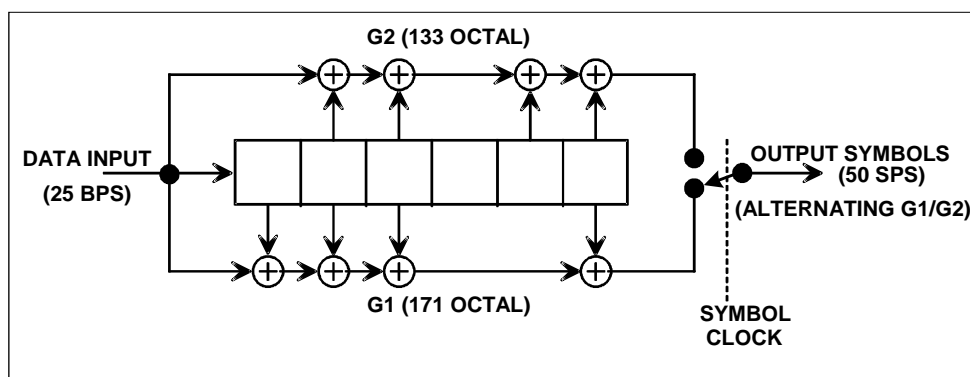 G2 (133 OCTAL)
DATA INPUT
(25 BPS)
OUTPUT SYMBOLS
(50 SPS)
(ALTERNATING G1/G2)
G1 (171 OCTAL)
SYMBOL
CLOCK